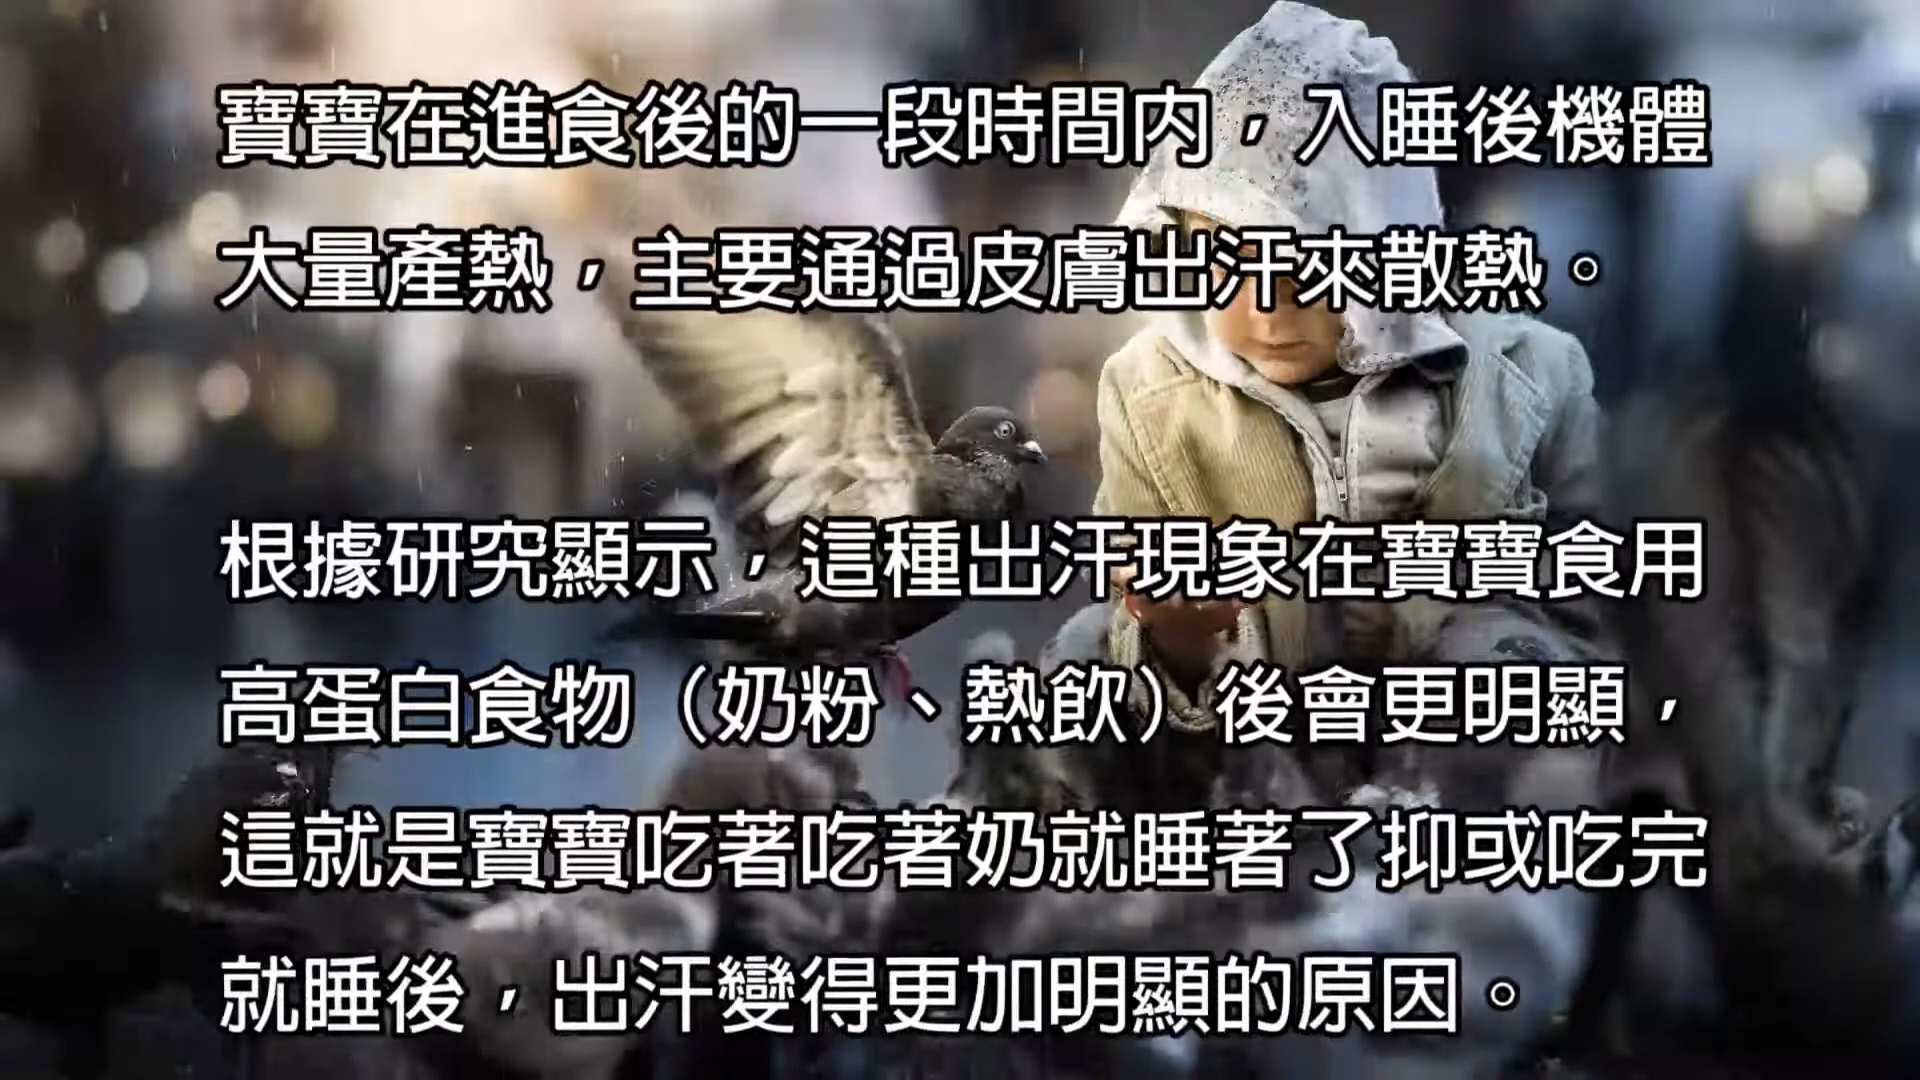 寶寶在進食後的一段時間内，入睡後機體
大量產熱，主要通過皮膚出汗來散熱。
根據研究顯示，這種出汗現象在寶寶食用
高蛋白食物（奶粉、熱飲）後會更明顯，
這就是寶寶吃著吃著奶就睡著了抑或吃完
就睡後，出汗變得更加明顯的原因。